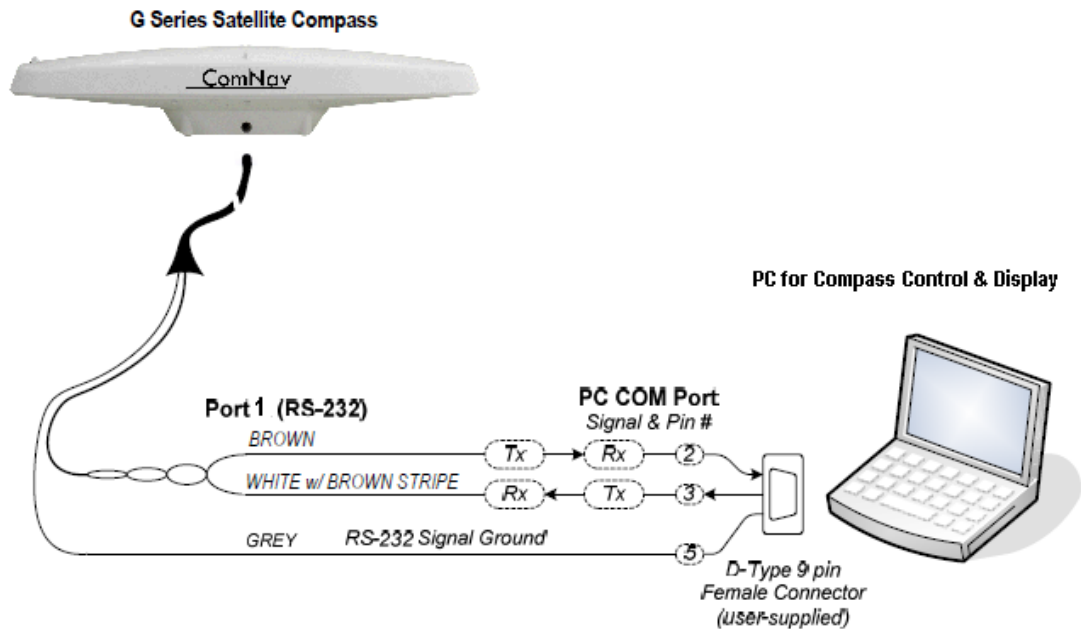 G Series Satellite Compass
ComNav
PC for Compass Control & Display
Port 1 (RS-232)
PC COM Port
Signal & Pin #
BROWN
Tx
Rx
2
WHITE w/ BROWN STRIPE
Rx
Tx
3
GREY
RS-232 Signal Ground
5
D-Type 9 pin
Female Connector
(user-supplied)